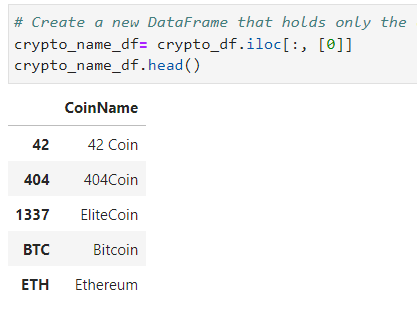 # Create a new DataFrame that holds only the
crypto_name_df= crypto_df.iloc[:, [0]]
crypto_name_df.head()
CoinName
42 42 Coin
404 404Coin
1337 EliteCoin
BTC Bitcoin
ETH Ethereum